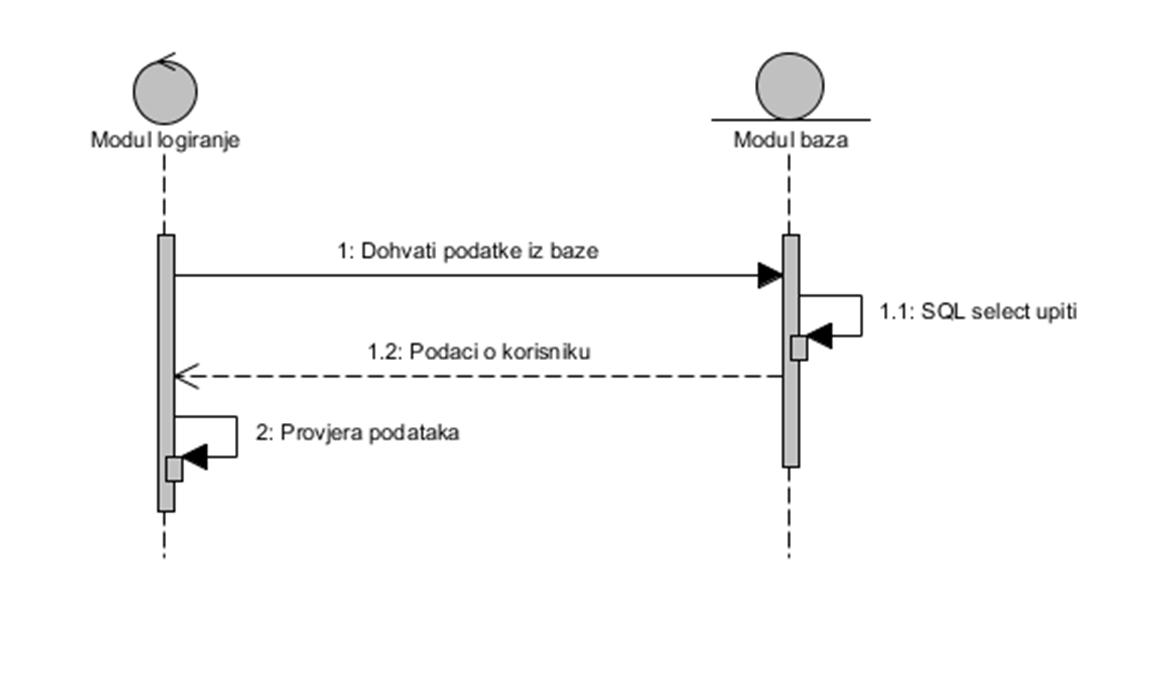 Modul logiranje
Modul baza
1: Dohvati podatke iz baze
1.1: SQL select upiti
1.2: Podaci o korisniku
2: Provjera podataka